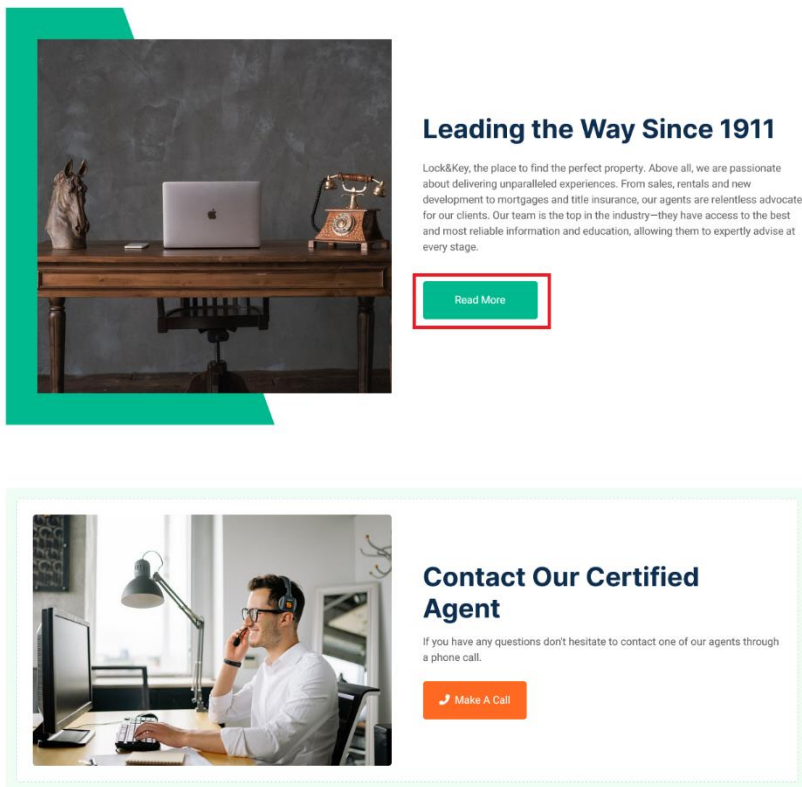 Leading the Way Since 1911
Lock&Key, the place to find the perfect property. Above all, we are passionate
about delivering unparalleled experiences. From sales, rentals and new
development to mortgages and title insurance, our agents are relentless advocate
for our clients. Our team is the top in the industry—they have access to the best
and most reliable information and education, allowing them to expertly advise at
every stage.
Read More
Contact Our Certified
Agent
If you have any questions don't hesitate to contact one of our agents through
a phone call.
Make A Call